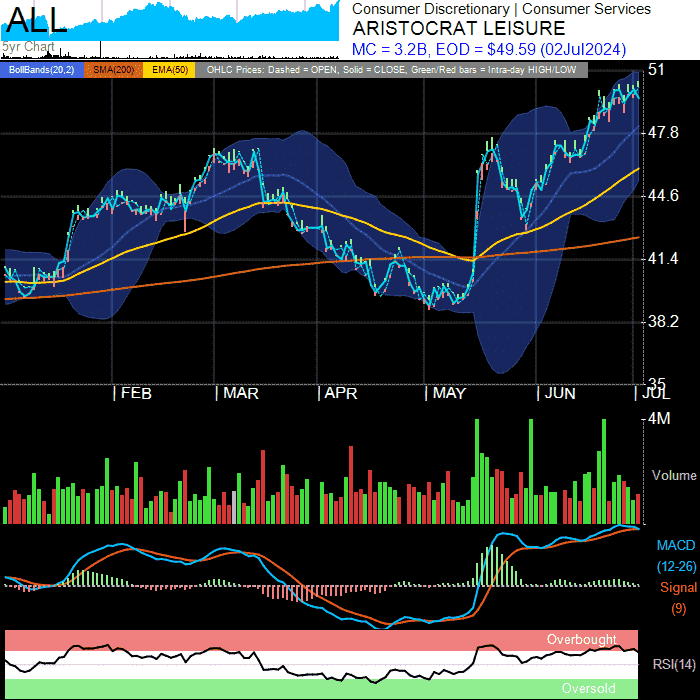 ALL
5yr Chart
Consumer Discretionary | Consumer Services
ARISTOCRAT LEISURE
MC = 3.2B, EOD = $49.59 (02Jul2024)
BollBands(20,2) SMA(200) EMA(50) OHLC Prices: Dashed = OPEN, Solid = CLOSE, Green/Red bars = Intra-day HIGH/LOW
51
47.8
44.6
41.4
38.2
35
FEB MAR APR MAY JUN JUL
4M
Volume
MACD
(12-26)
Signal
(9)
Overbought
RSI(14)
Oversold